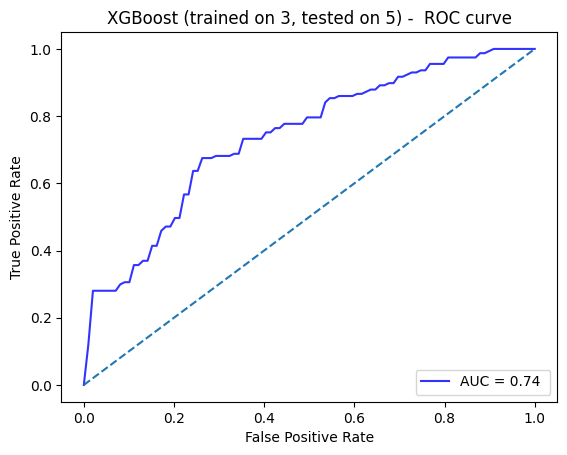 XGBoost (trained on 3, tested on 5) -  ROC curve
True Positive Rate
1.0
0.8
0.6
0.4
0.2
0.0
AUC = 0.74
0.0 0.2 0.4 0.6 0.8 1.0
False Positive Rate